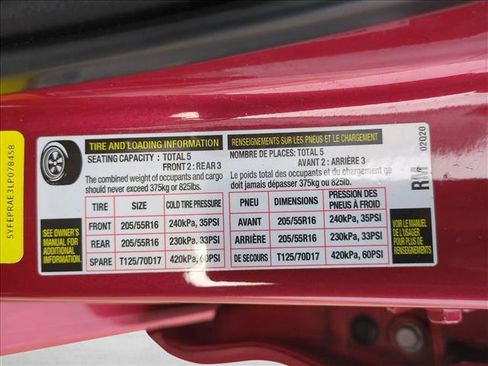 5YFEPRAE3LP078458
TIRE AND LOADING INFORMATION
SEATING CAPACITY : TOTAL 5
FRONT 2 : REAR 3
The combined weight of occupants and cargo
should never exceed 375kg or 825lbs.
RENSEIGNEMENTS SUR LES PNEUS ET LE CHARGEMENT
NOMBRE DE PLACES: TOTAL 5
AVANT 2 : ARRIÈRE 3
Le poids total des occupants et du chargement ne
doit jamais dépasser 375kg ou 825lb.
SEE OWNER'S
MANUAL FOR
ADDITIONAL
INFORMATION.
TIRE SIZE COLD TIRE PRESSURE
FRONT 205/55R16 240kPa, 35PSI
REAR 205/55R16 230kPa, 33PSI
SPARE T125/70D17 420kPa, 60PSI
PNEU DIMENSIONS PRESSION DES
PNEUS À FROID
AVANT 205/55R16 240kPa, 35PSI
ARRIÈRE 205/55R16 230kPa, 33PSI
DE SECOURS T125/70D17 420kPa, 60PSI
VOIR LE MANUEL
DE L'USAGER
POUR PLUS DE
RENSEIGNEMENTS
RM 02Q20